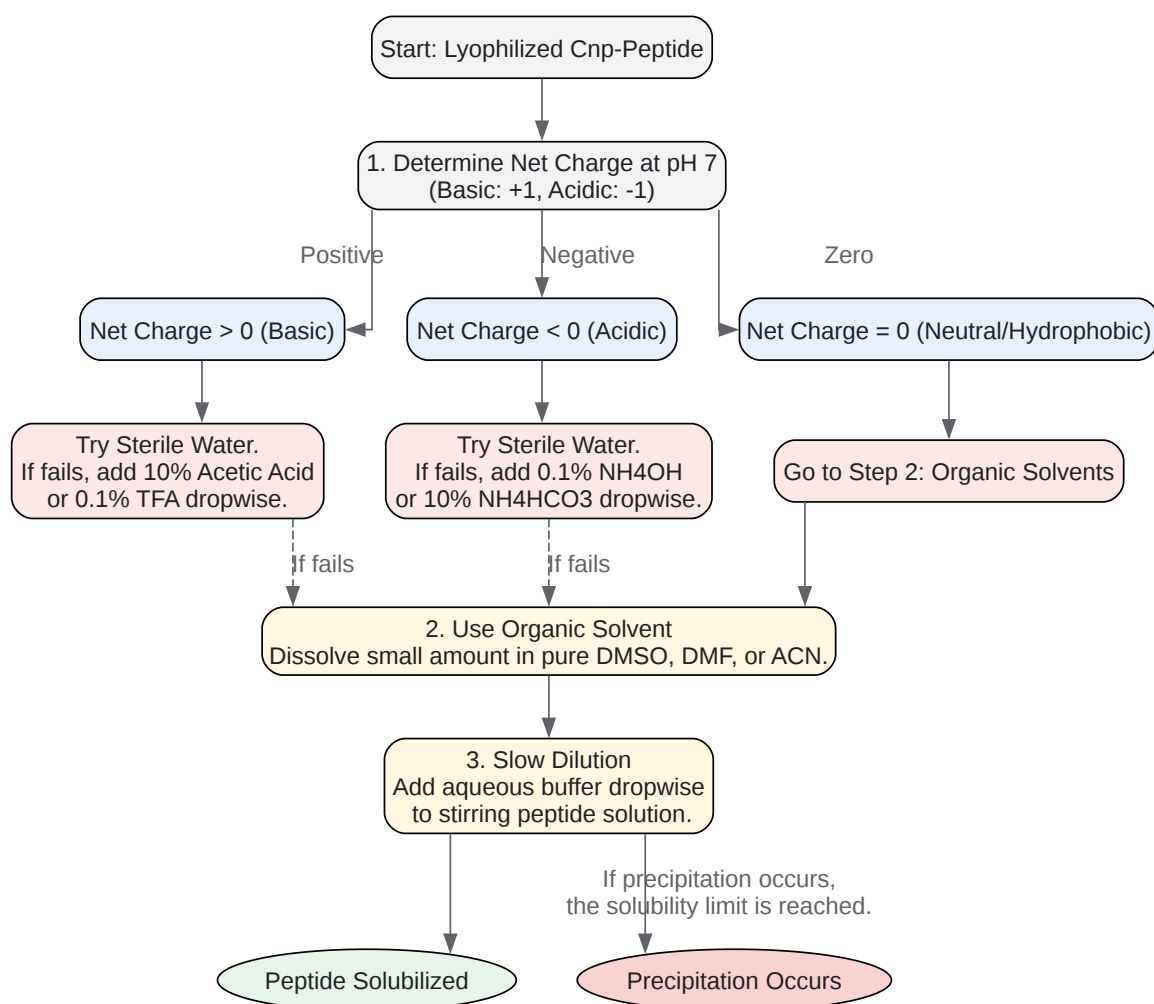 Start: Lyophilized Cnp-Peptide
1. Determine Net Charge at pH 7
(Basic: +1, Acidic: -1)
Positive
Negative
Zero
Net Charge > 0 (Basic)
Net Charge < 0 (Acidic)
Net Charge = 0 (Neutral/Hydrophobic)
Try Sterile Water.
If fails, add 10% Acetic Acid
or 0.1% TFA dropwise.
Try Sterile Water.
If fails, add 0.1% NH4OH
or 10% NH4HCO3 dropwise.
Go to Step 2: Organic Solvents
If fails
If fails
2. Use Organic Solvent
Dissolve small amount in pure DMSO, DMF, or ACN.
3. Slow Dilution
Add aqueous buffer dropwise
to stirring peptide solution.
If precipitation occurs,
the solubility limit is reached.
Peptide Solubilized
Precipitation Occurs